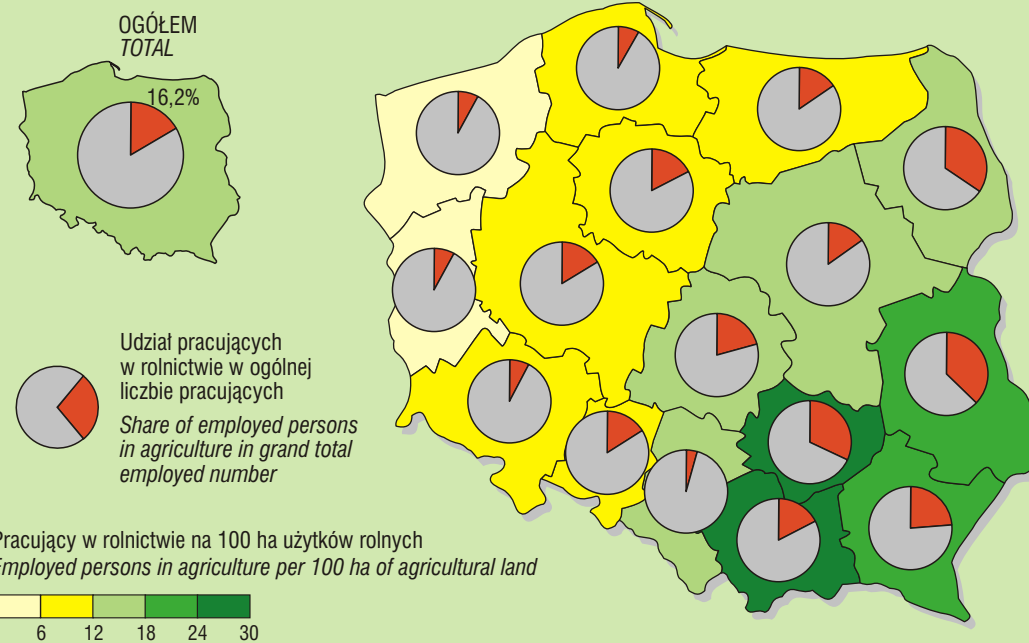 OGÓŁEM
TOTAL
16,2%
Udział pracujących
w rolnictwie w ogólnej
liczbie pracujących
Share of employed persons
in agriculture in grand total
employed number
Pracujący w rolnictwie na 100 ha użytków rolnych
Employed persons in agriculture per 100 ha of agricultural land
6 12 18 24 30